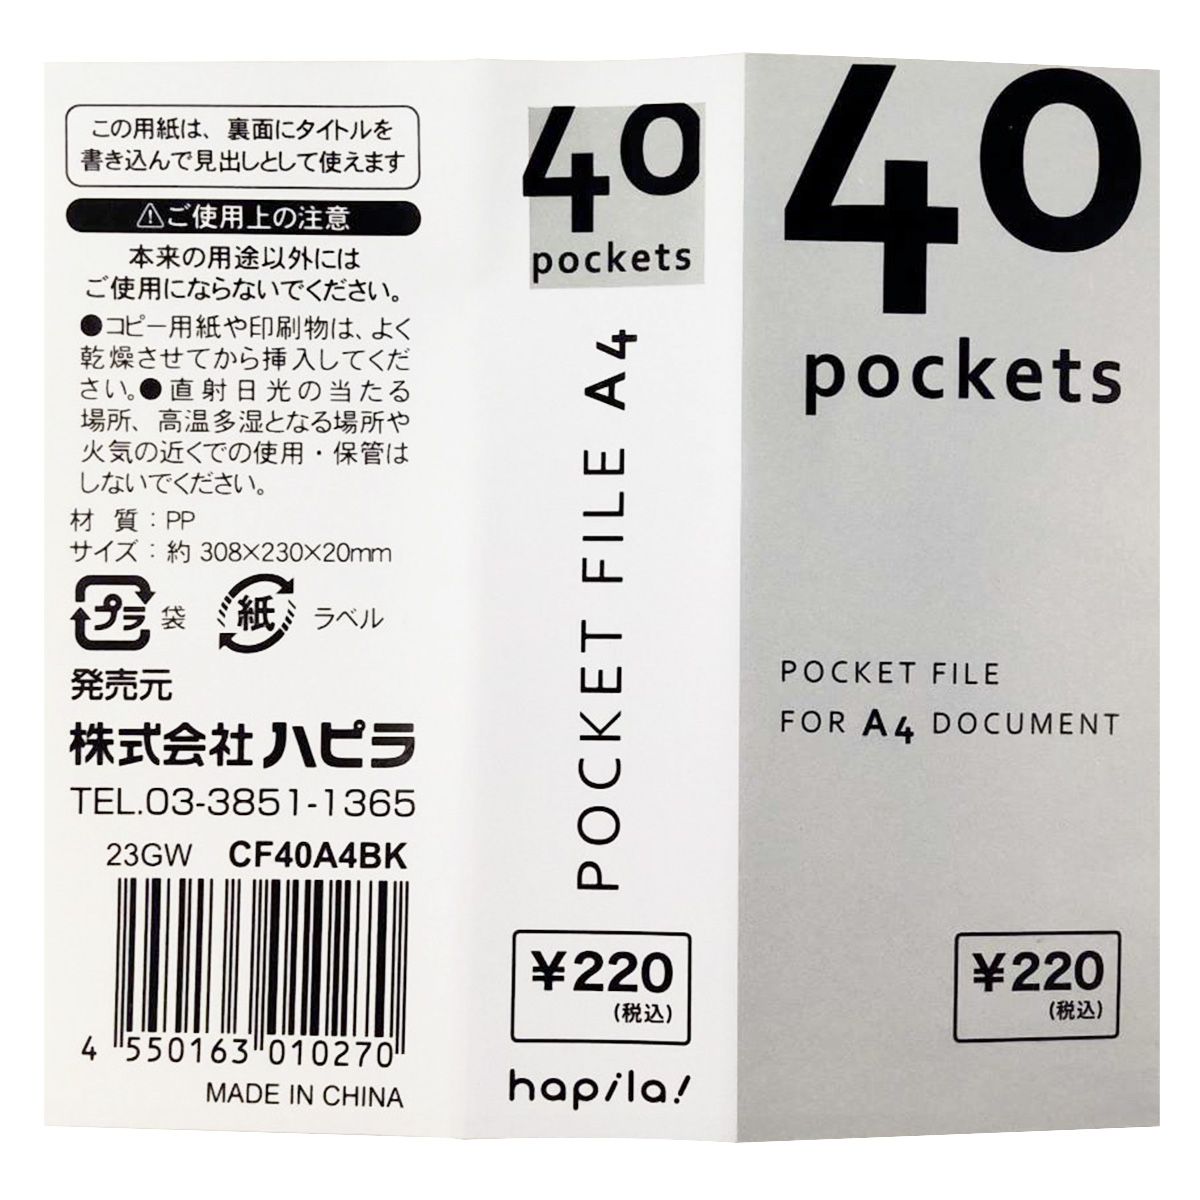 この用紙は、裏面にタイトルを
書き込んで見出しとして使えます
⚠ご使用上の注意
本来の用途以外には
ご使用にならないでください。
●コピー用紙や印刷物は、よく
乾燥させてから挿入してくだ
さい。●直射日光の当たる
場所、高温多湿となる場所や
火気の近くでの使用・保管は
しないでください。
材 質：PP
サイズ：約 308×230×20mm
プラ 袋 紙 ラベル
発売元
株式会社 ハピラ
TEL.03-3851-1365
23GW CF40A4BK
4 550163 010270
MADE IN CHINA
40
pockets
POCKET FILE A4
¥220
(税込)
hapila!
40
pockets
POCKET FILE
FOR A4 DOCUMENT
¥220
(税込)